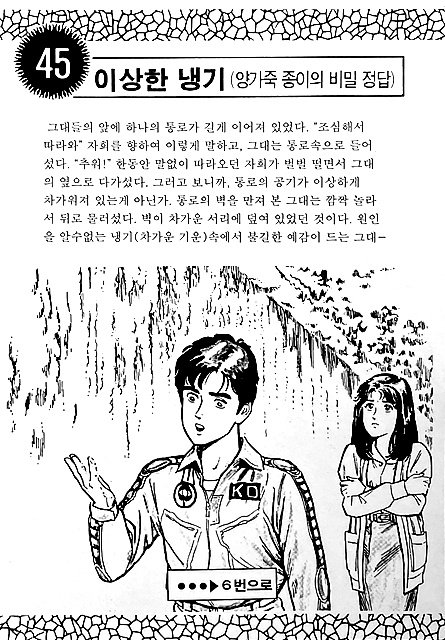 45
이상한 냉기 (양가죽 종이의 비밀 정답)
그대들의 앞에 하나의 통로가 길게 이어져 있었다. “조심해서
따라와” 자희를 향하여 이렇게 말하고, 그대는 통로속으로 들어
섰다. “추워!” 한동안 말없이 따라오던 자희가 벌벌 떨면서 그대
의 옆으로 다가섰다. 그러고 보니까, 통로의 공기가 이상하게
차가워져 있는게 아닌가. 통로의 벽을 만져 본 그대는 깜짝 놀라
서 뒤로 물러섰다. 벽이 차가운 서리에 덮여 있었던 것이다. 원인
을 알수없는 냉기(차가운 기운)속에서 불길한 예감이 드는 그대—
KO
•••▶6번으로